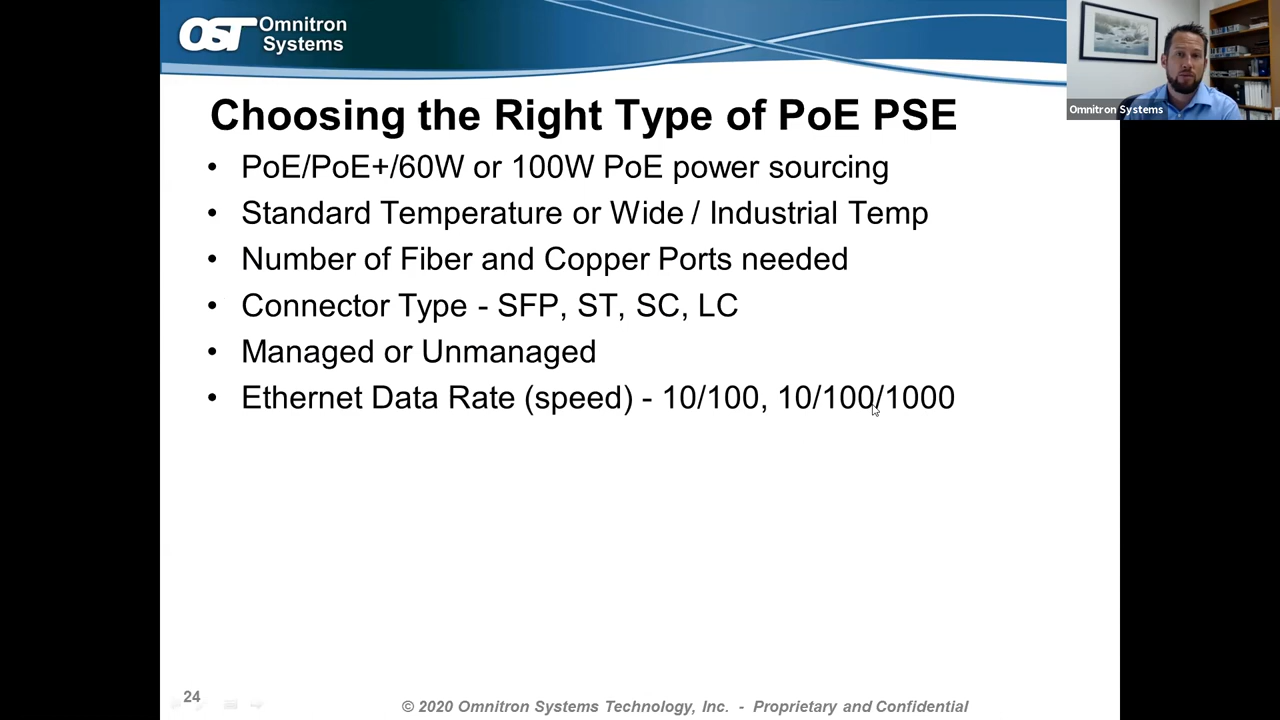 OST Omnitron
Systems
Omnitron Systems
Choosing the Right Type of PoE PSE
• PoE/PoE+/60W or 100W PoE power sourcing
• Standard Temperature or Wide / Industrial Temp
• Number of Fiber and Copper Ports needed
• Connector Type - SFP, ST, SC, LC
• Managed or Unmanaged
• Ethernet Data Rate (speed) - 10/100, 10/100/1000
24
© 2020 Omnitron Systems Technology, Inc. - Proprietary and Confidential